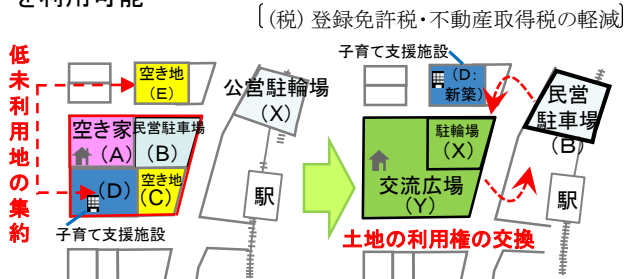 を利用可能
(税) 登録免許税・不動産取得税の軽減
低未利用地の集約
空き地
(E)
公営駐輪場
(X)
空き家
(A)
民営駐車場
(B)
(D)
空き地
(C)
駅
子育て支援施設
子育て支援施設
(D:
新築)
民営
駐車場
(B)
駐輪場
(X)
交流広場
(Y)
駅
土地の利用権の交換